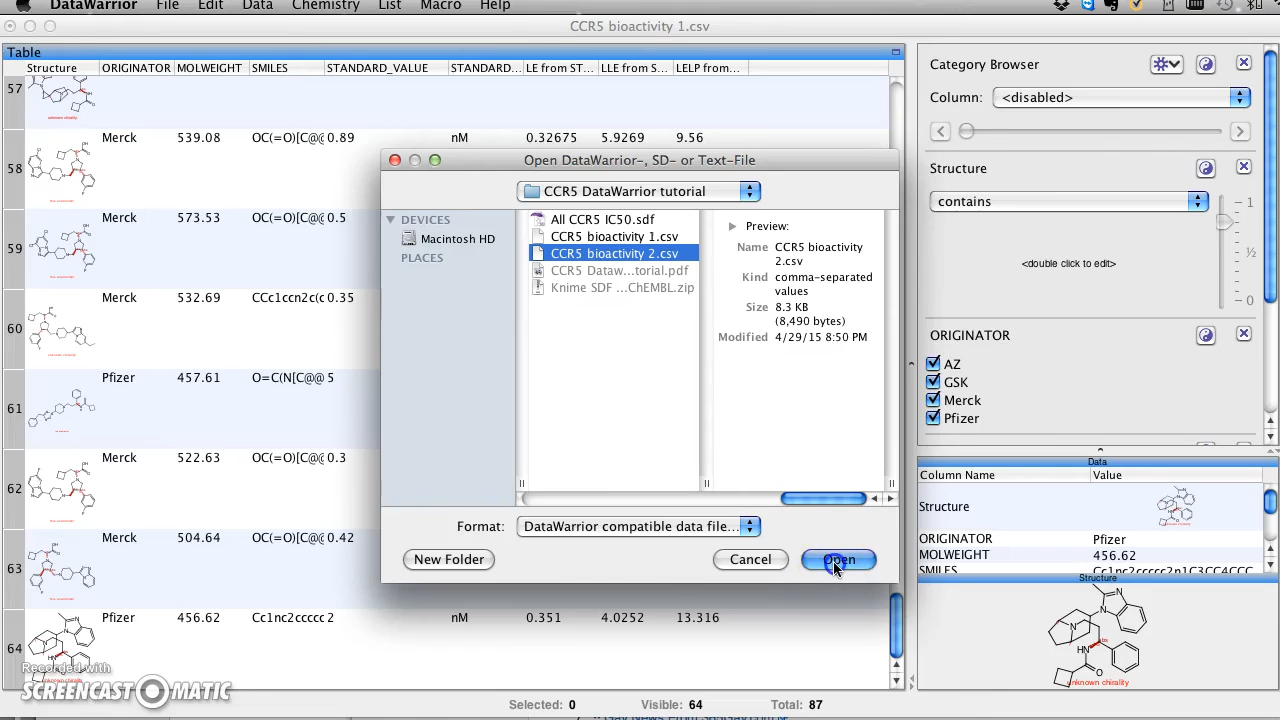 DataWarrior File Edit Data Chemistry List Macro Help
CCR5 bioactivity 1.csv
Table
Structure ORIGINATOR MOLWEIGHT SMILES STANDARD_VALUE STANDARD... LE from ST... LLE from S... LELP from...
57
unknown chirality
58 Merck 539.08 OC(=O)[C@@ 0.89 nM 0.32675 5.9269 9.56
59 Merck 573.53 OC(=O)[C@@ 0.5
60 Merck 532.69 CCc1ccn2c(c 0.35
61 Pfizer 457.61 O=C(N[C@@ 5
62 Merck 522.63 OC(=O)[C@@ 0.3
63 Merck 504.64 OC(=O)[C@@ 0.42
64 Pfizer 456.62 Cc1nc2ccccc 2 nM 0.351 4.0252 13.316
Recorded with
SCREENCAST MATIC
Open DataWarrior-, SD- or Text-File
CCR5 DataWarrior tutorial
DEVICES
Macintosh HD
PLACES
All CCR5 IC50.sdf
CCR5 bioactivity 1.csv
CCR5 bioactivity 2.csv
CCR5 Dataw...torial.pdf
Knime SDF ...ChEMBL.zip
Preview:
Name CCR5 bioactivity
2.csv
Kind comma-separated
values
Size 8.3 KB
(8,490 bytes)
Modified 4/29/15 8:50 PM
Format: DataWarrior compatible data file...
New Folder Cancel Open
Category Browser
Column: <disabled>
Structure
contains
1
½
0
<double click to edit>
ORIGINATOR
AZ
GSK
Merck
Pfizer
Data
Column Name Value
Structure
ORIGINATOR Pfizer
MOLWEIGHT 456.62
SMILES Cc1nc2ccccc2n1C3CC4CCC
Structure
N
N
N
HN
O
unknown chirality
Selected: 0 Visible: 64 Total: 87